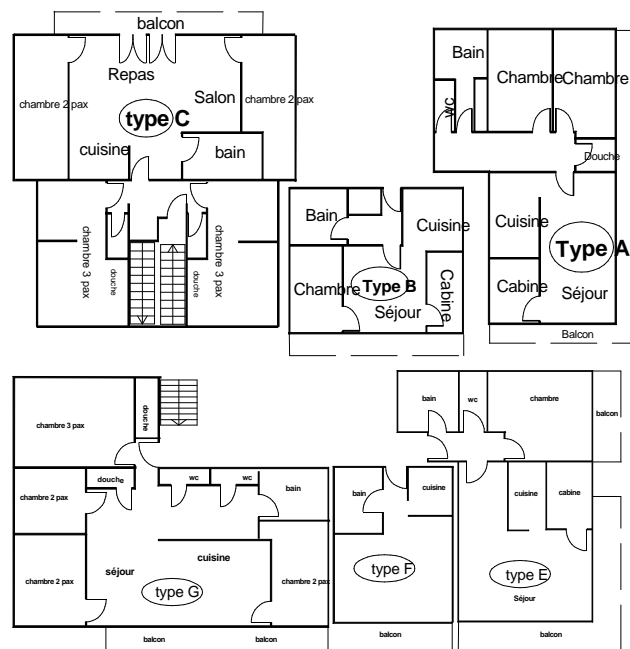 balcon
Repas
Salon
chambre 2 pax
chambre 2 pax
type C
cuisine
bain
chambre 3 pax
douche
douche
chambre 3 pax
Bain
Chambre
Chambre
wc
Douche
Cuisine
Type A
Cabine
Séjour
Balcon
Bain
Cuisine
Chambre
Type B
Cabine
Séjour
chambre 3 pax
douche
douche
wc
wc
bain
chambre 2 pax
séjour
cuisine
chambre 2 pax
type G
chambre 2 pax
balcon
balcon
bain
cuisine
type F
balcon
bain
wc
chambre
balcon
cuisine
cabine
type E
Séjour
balcon